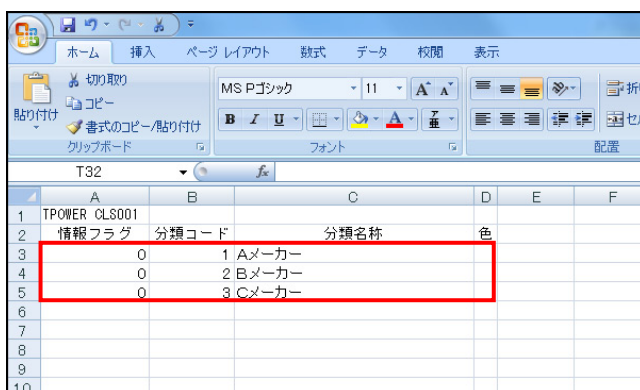 ホーム 挿入 ページ レイアウト 数式 データ 校閲 表示
切り取り
コピー
書式のコピー/貼り付け
貼り付け
クリップボード
MS Pゴシック 11 A A
B I U A ア亜
フォント
配置
T32 fx
A B C D E F
1 TPOWER CLS001
2 情報フラグ 分類コード 分類名称 色
3 0 1 Aメーカー
4 0 2 Bメーカー
5 0 3 Cメーカー
6
7
8
9
10